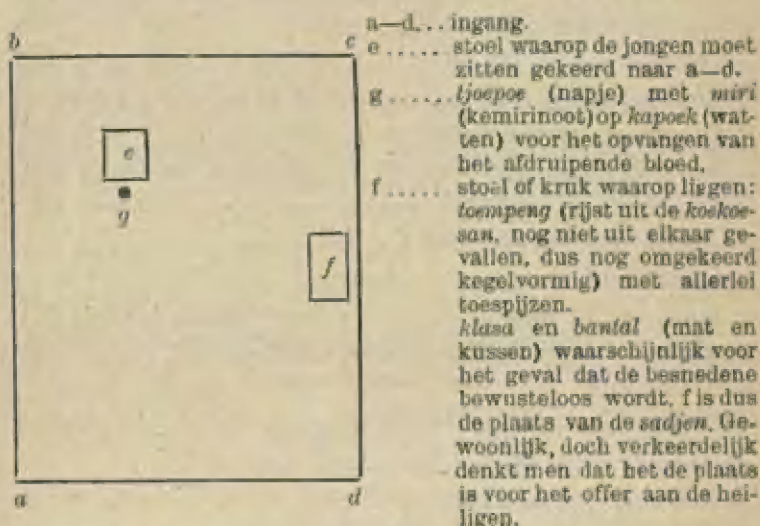 b
c
e
g
f
a
d
a—d... ingang.
e ..... stoel waarop de jongen moet
zitten gekeerd naar a—d.
g ...... tjoepoe (napje) met miri
(kemirinoot) op kapoek (wat-
ten) voor het opvangen van
het afdruipende bloed.
f ..... stoel of kruk waarop liggen:
toempeng (rijst uit de koekoe-
san, nog niet uit elkaar ge-
vallen, dus nog omgekeerd
kegelvormig) met allerlei
toespijzen.
klasa en bantal (mat en
kussen) waarschijnlijk voor
het geval dat de besnedene
bewusteloos wordt. f is dus
de plaats van de sadjen. Ge-
woonlijk, doch verkeerdelijk
denkt men dat het de plaats
is voor het offer aan de hei-
ligen.